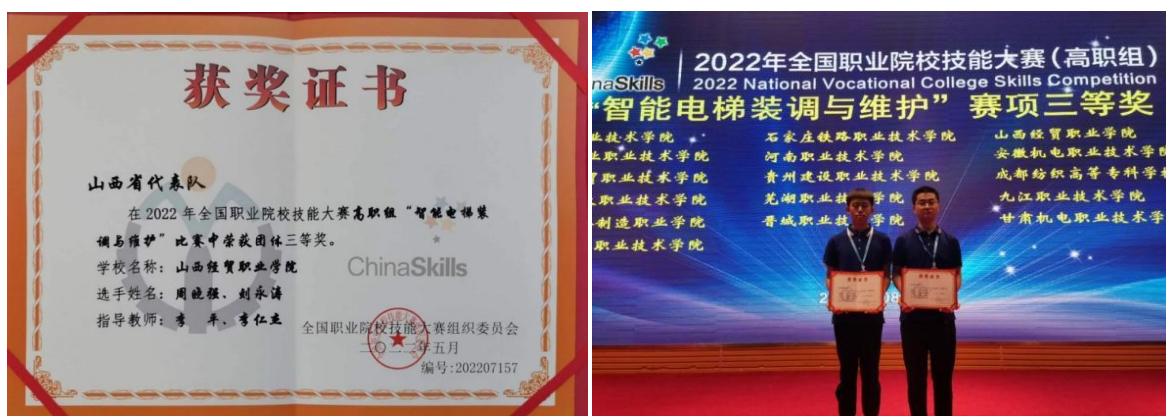 获奖证书
山西省代表队
在 2022 年全国职业院校技能大赛高职组“智能电梯装
调与维护”比赛中荣获团体三等奖。
学校名称：山西经贸职业学院
选手姓名：周晓强、刘永涛
指导教师：李 平、李仁杰
ChinaSkills
全国职业院校技能大赛组织委员会
二〇二二年五月
编号:202207157
naSkills
2022年全国职业院校技能大赛（高职组）
2022 National Vocational College Skills Competition
“智能电梯装调与维护”赛项三等奖
业技术学院 石家庄铁路职业技术学院 山西经贸职业学院
职业技术学院 河南职业技术学院 安徽机电职业技术学
职业技术学院 贵州建设职业技术学院 成都纺织高等专科学校
职业技术学院 芜湖职业技 九江职业技术学院
制造职业学院 晋城职业技 甘肃机电职业技术学
职业技术学院
获奖证书
获奖证书